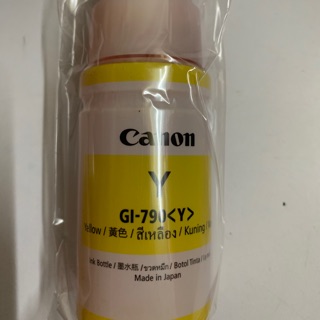 Canon
Y
GI-790<Y>
Yellow / 黃色 / สีเหลือง / Kuning /
Ink Bottle / 墨水瓶 / ขวดหมึก / Botol Tinta /
Made in Japan